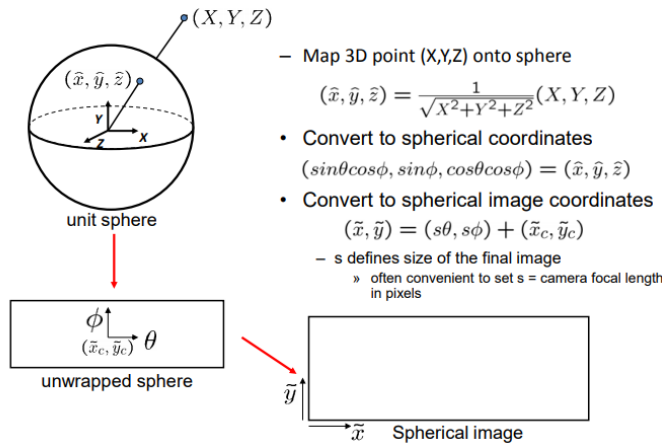 (X, Y, Z)
– Map 3D point (X,Y,Z) onto sphere
(x̂, ŷ, ẑ)
(x̂, ŷ, ẑ) = 1/√(X²+Y²+Z²) (X, Y, Z)
Y
X
Z
• Convert to spherical coordinates
(sinθcosϕ, sinϕ, cosθcosϕ) = (x̂, ŷ, ẑ)
unit sphere
• Convert to spherical image coordinates
(x̃, ỹ) = (sθ, sϕ) + (x̃c, ỹc)
– s defines size of the final image
» often convenient to set s = camera focal length
in pixels
ϕ
(x̃c, ỹc) θ
unwrapped sphere
ỹ
x̃
Spherical image